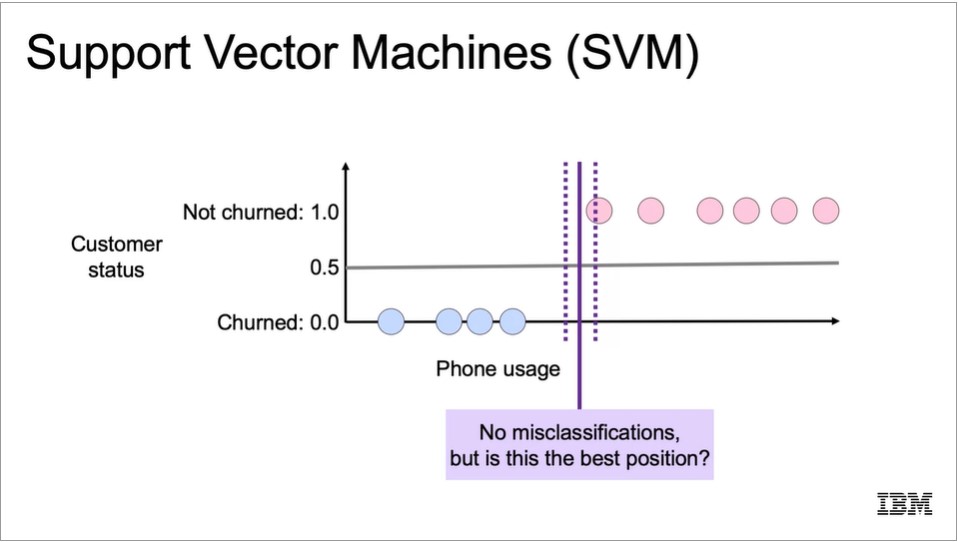 Support Vector Machines (SVM)
Not churned: 1.0
Customer
status
0.5
Churned: 0.0
Phone usage
No misclassifications,
but is this the best position?
IBM